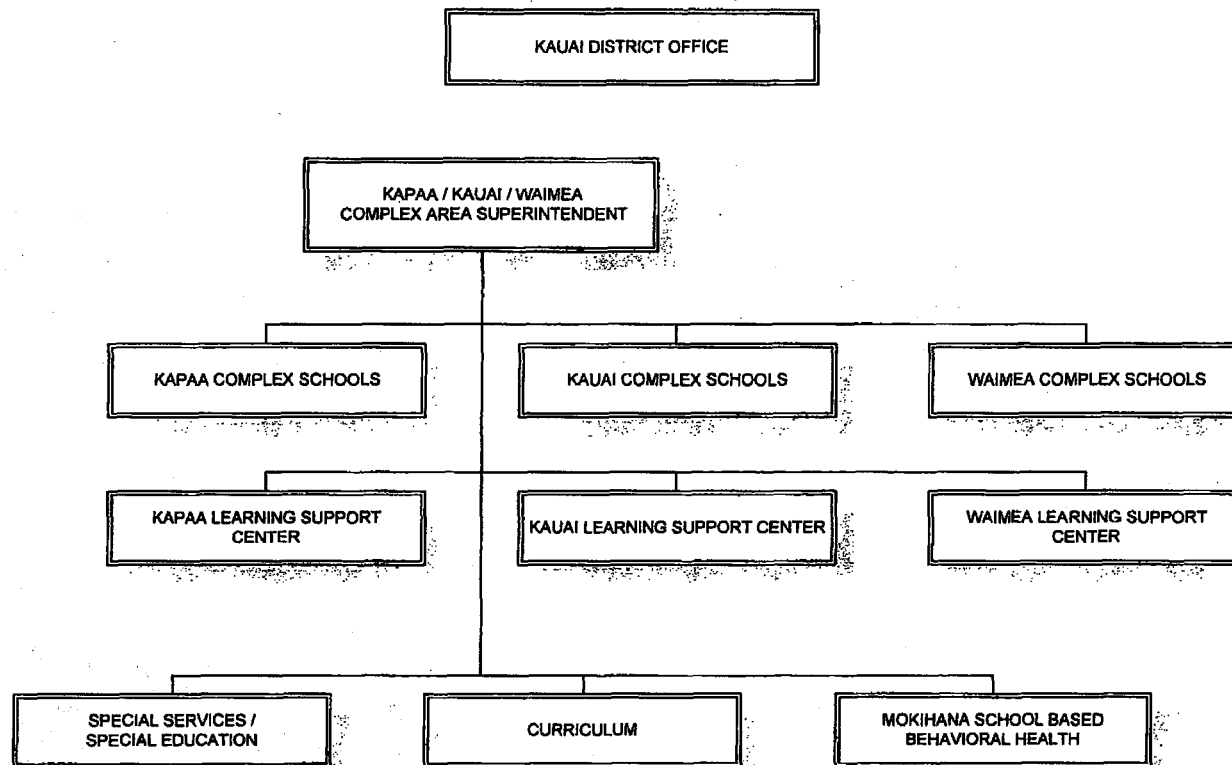 KAUAI DISTRICT OFFICE
KAPAA / KAUAI / WAIMEA
COMPLEX AREA SUPERINTENDENT
KAPAA COMPLEX SCHOOLS
KAUAI COMPLEX SCHOOLS
WAIMEA COMPLEX SCHOOLS
KAPAA LEARNING SUPPORT
CENTER
KAUAI LEARNING SUPPORT CENTER
WAIMEA LEARNING SUPPORT
CENTER
SPECIAL SERVICES /
SPECIAL EDUCATION
CURRICULUM
MOKIHANA SCHOOL BASED
BEHAVIORAL HEALTH